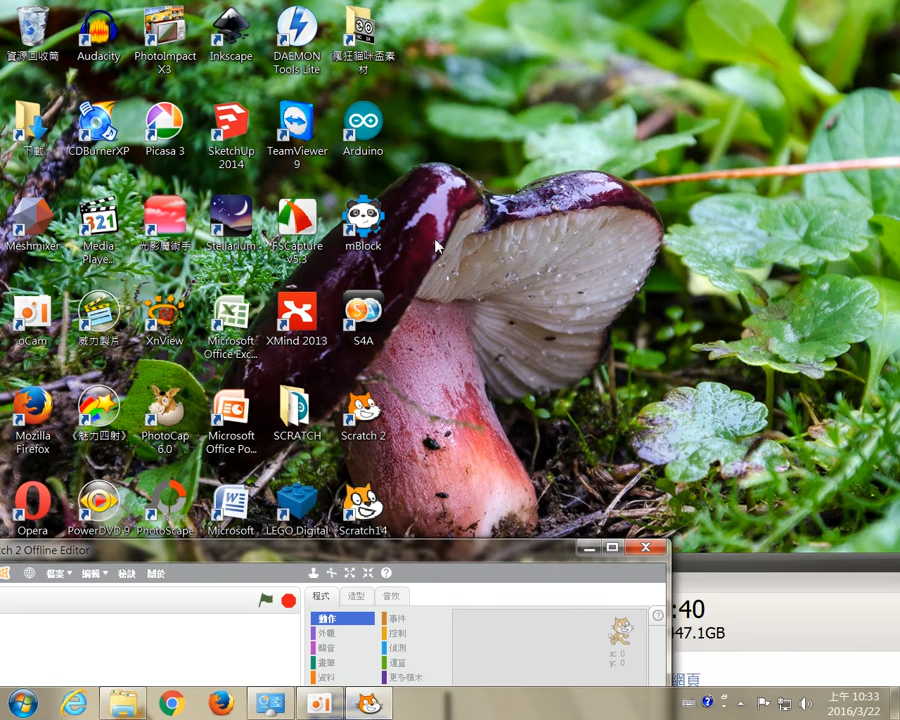 資源回收筒
Audacity
PhotoImpact X3
Inkscape
DAEMON Tools Lite
瘋狂貓咪盃素材
下載
CDBurnerXP
Picasa 3
SketchUp 2014
TeamViewer 9
Arduino
Meshmixer
Media Playe...
光影魔術手
Stellarium
FSCapture v5.3
mBlock
oCam
威力製片
XnView
Microsoft Office Exc...
XMind 2013
S4A
Mozilla Firefox
《魅力四射》
PhotoCap 6.0
Microsoft Office Po...
SCRATCH
Scratch 2
Opera
PowerDVD 9
PhotoScape
Microsoft
LEGO Digital
Scratch14
tch 2 Offline Editor
檔案 編輯 秘訣 關於
程式 造型 音效
動作 事件
外觀 控制
聲音 偵測
畫筆 運算
資料 更多積木
x: 0
y: 0
:40
447.1GB
網頁
上午 10:33
2016/3/22